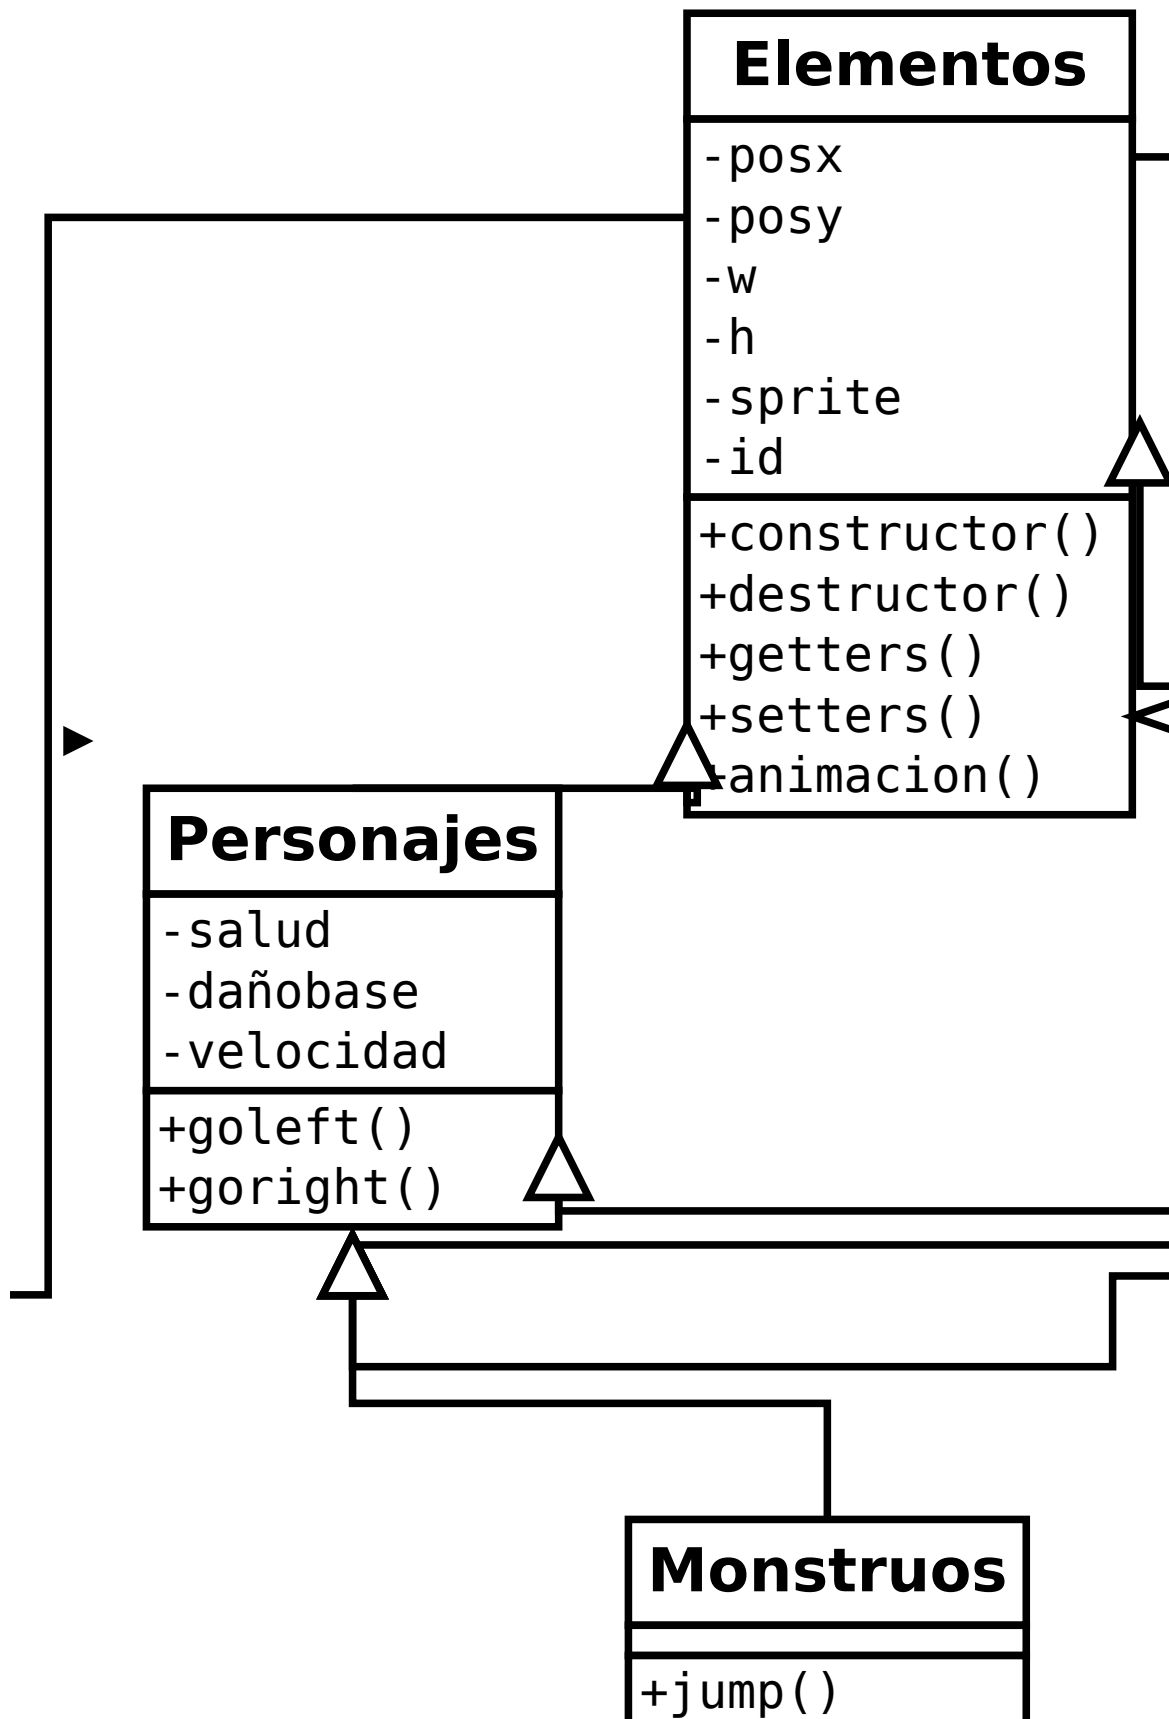 Elementos
-posx
-posy
-w
-h
-sprite
-id
+constructor()
+destructor()
+getters()
+setters()
+animacion()
Personajes
-salud
-dañobase
-velocidad
+goleft()
+goright()
Monstruos
+jump()